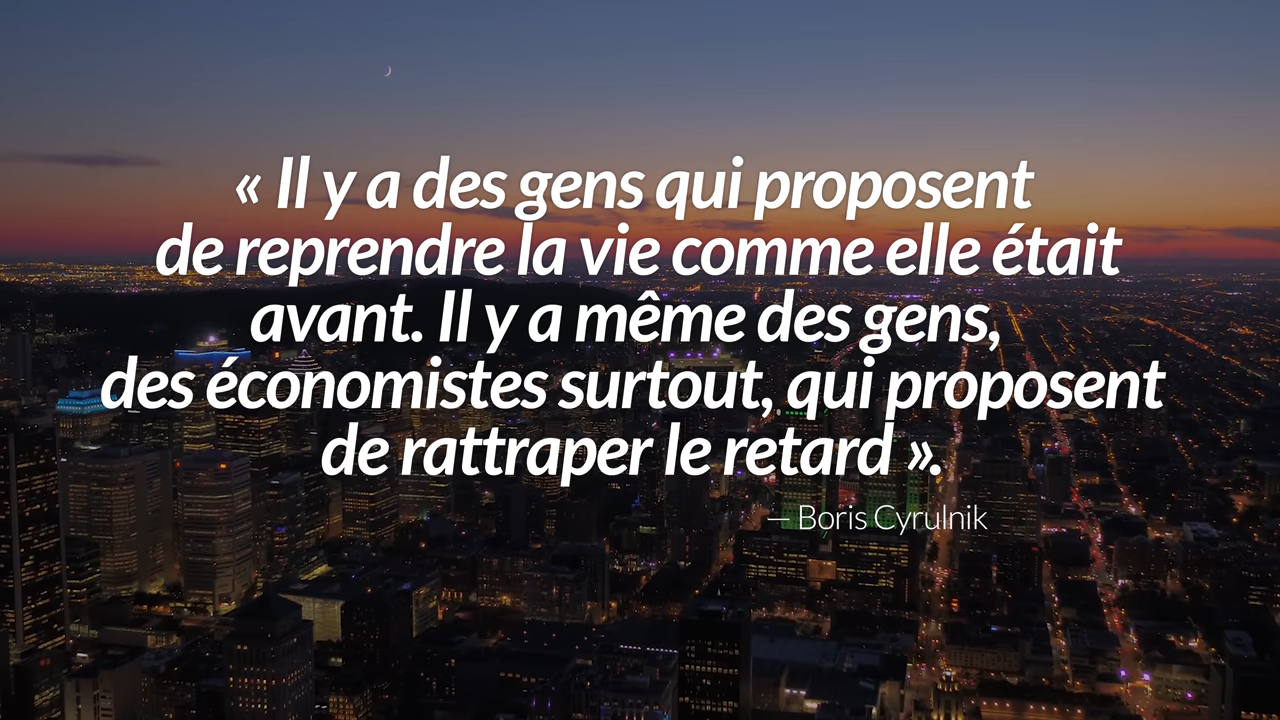 « Il y a des gens qui proposent
de reprendre la vie comme elle était
avant. Il y a même des gens,
des économistes surtout, qui proposent
de rattraper le retard ».
— Boris Cyrulnik